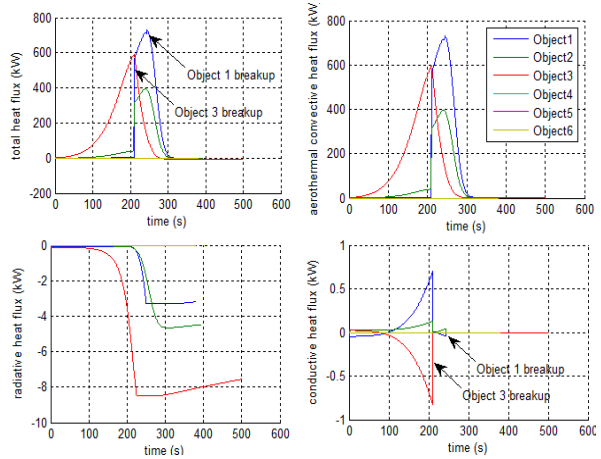 total heat flux (kW)
800
600
400
200
0
-200
0 100 200 300 400 500 600
time (s)
Object 1 breakup
Object 3 breakup
aerothermal convective heat flux (kW)
800
600
400
200
0
0 100 200 300 400 500 600
time (s)
Object1
Object2
Object3
Object4
Object5
Object6
radiative heat flux (kW)
0
-2
-4
-6
-8
-10
0 100 200 300 400 500 600
time (s)
conductive heat flux (kW)
1
0.5
0
-0.5
-1
0 100 200 300 400 500 600
time (s)
Object 1 breakup
Object 3 breakup